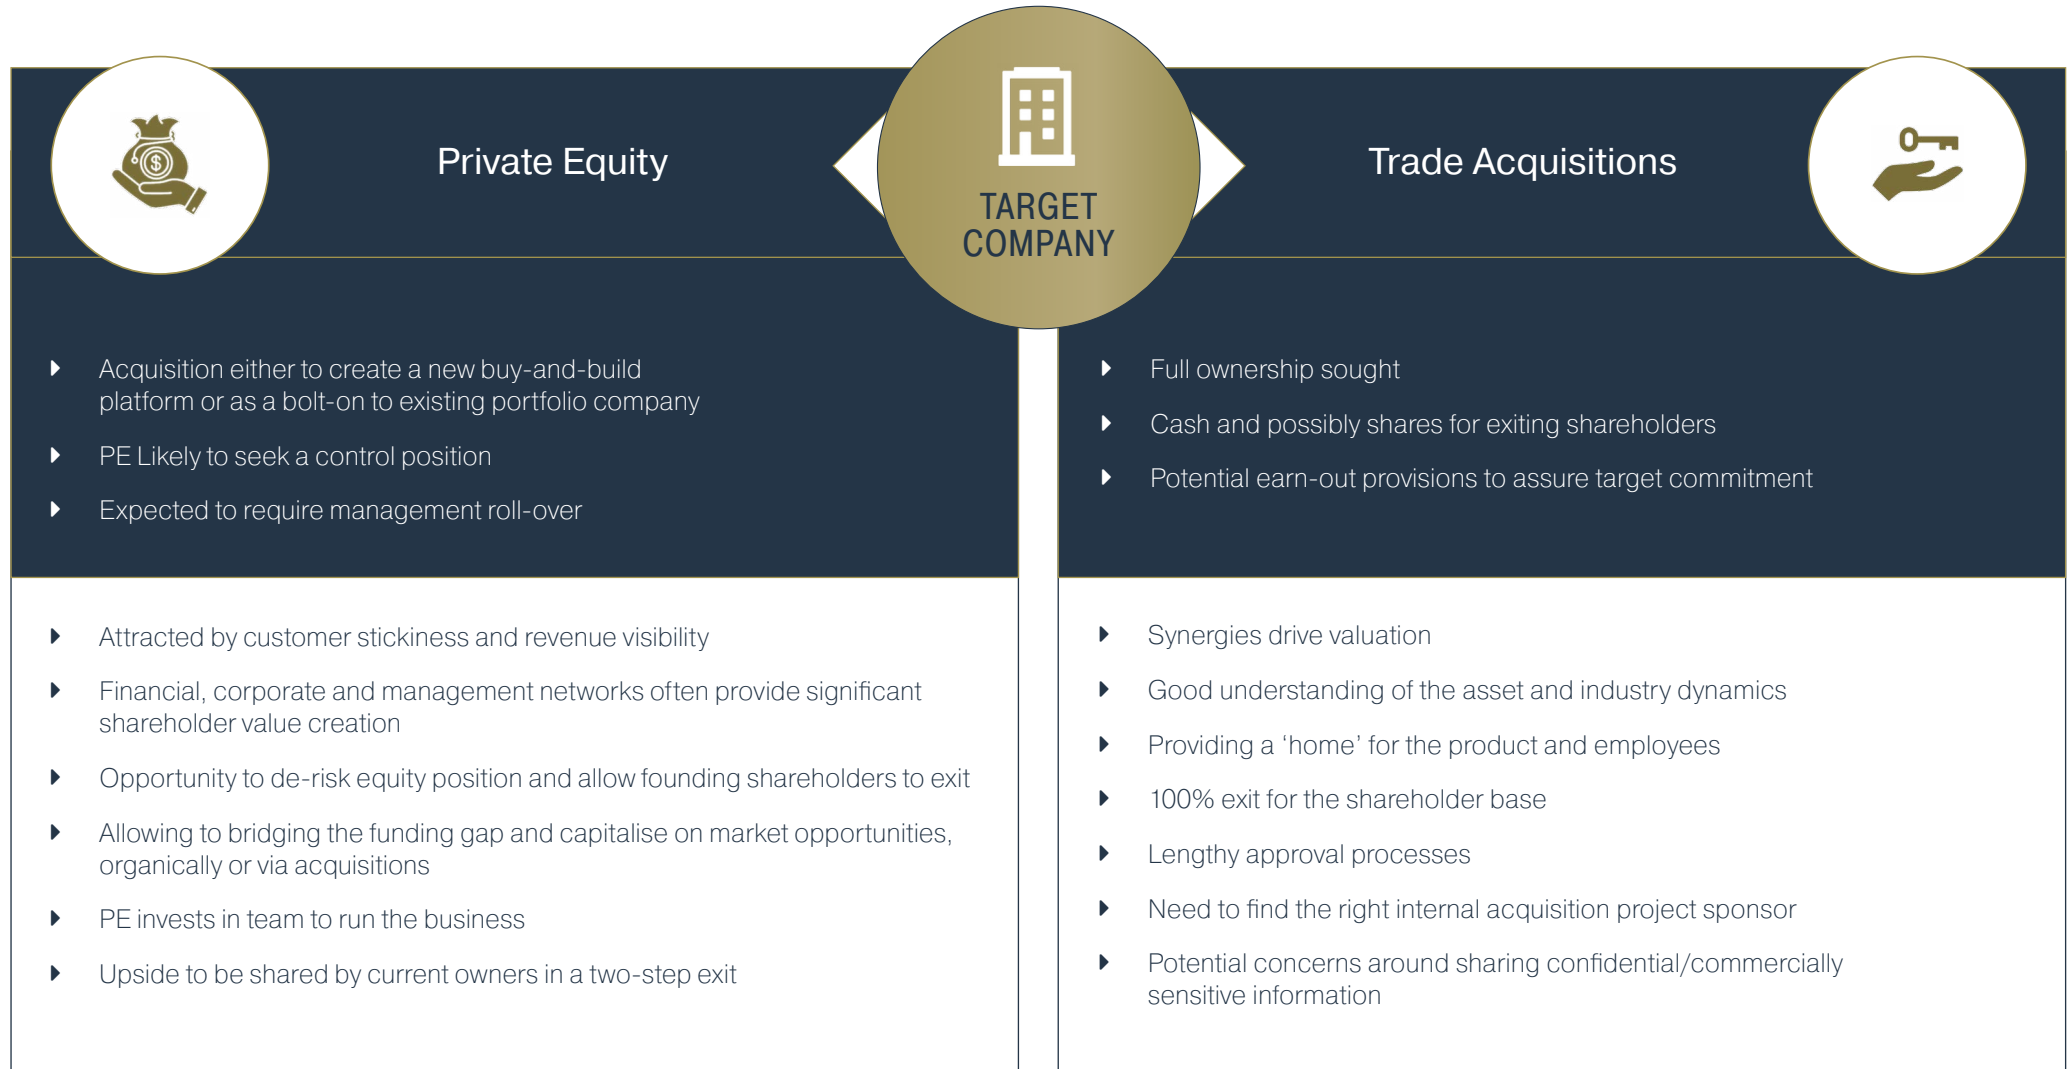 Private Equity
TARGET
COMPANY
Trade Acquisitions
Acquisition either to create a new buy-and-build
platform or as a bolt-on to existing portfolio company
PE Likely to seek a control position
Expected to require management roll-over
Full ownership sought
Cash and possibly shares for exiting shareholders
Potential earn-out provisions to assure target commitment
Attracted by customer stickiness and revenue visibility
Financial, corporate and management networks often provide significant
shareholder value creation
Opportunity to de-risk equity position and allow founding shareholders to exit
Allowing to bridging the funding gap and capitalise on market opportunities,
organically or via acquisitions
PE invests in team to run the business
Upside to be shared by current owners in a two-step exit
Synergies drive valuation
Good understanding of the asset and industry dynamics
Providing a ‘home’ for the product and employees
100% exit for the shareholder base
Lengthy approval processes
Need to find the right internal acquisition project sponsor
Potential concerns around sharing confidential/commercially
sensitive information